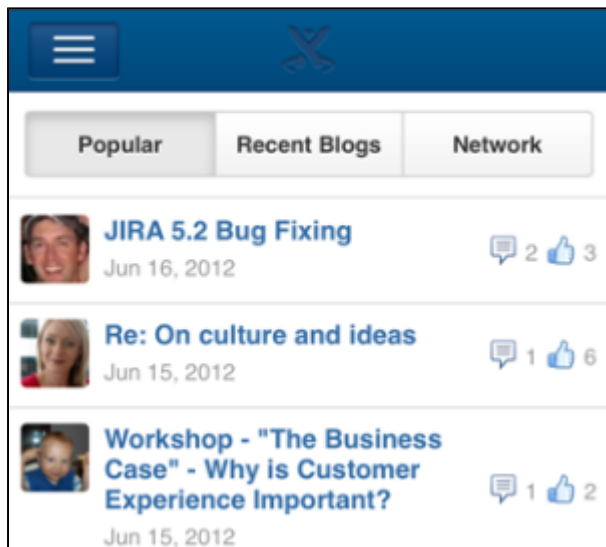 Popular Recent Blogs Network
JIRA 5.2 Bug Fixing
Jun 16, 2012
2 3
Re: On culture and ideas
Jun 15, 2012
1 6
Workshop - "The Business
Case" - Why is Customer
Experience Important?
1 2
Jun 15, 2012